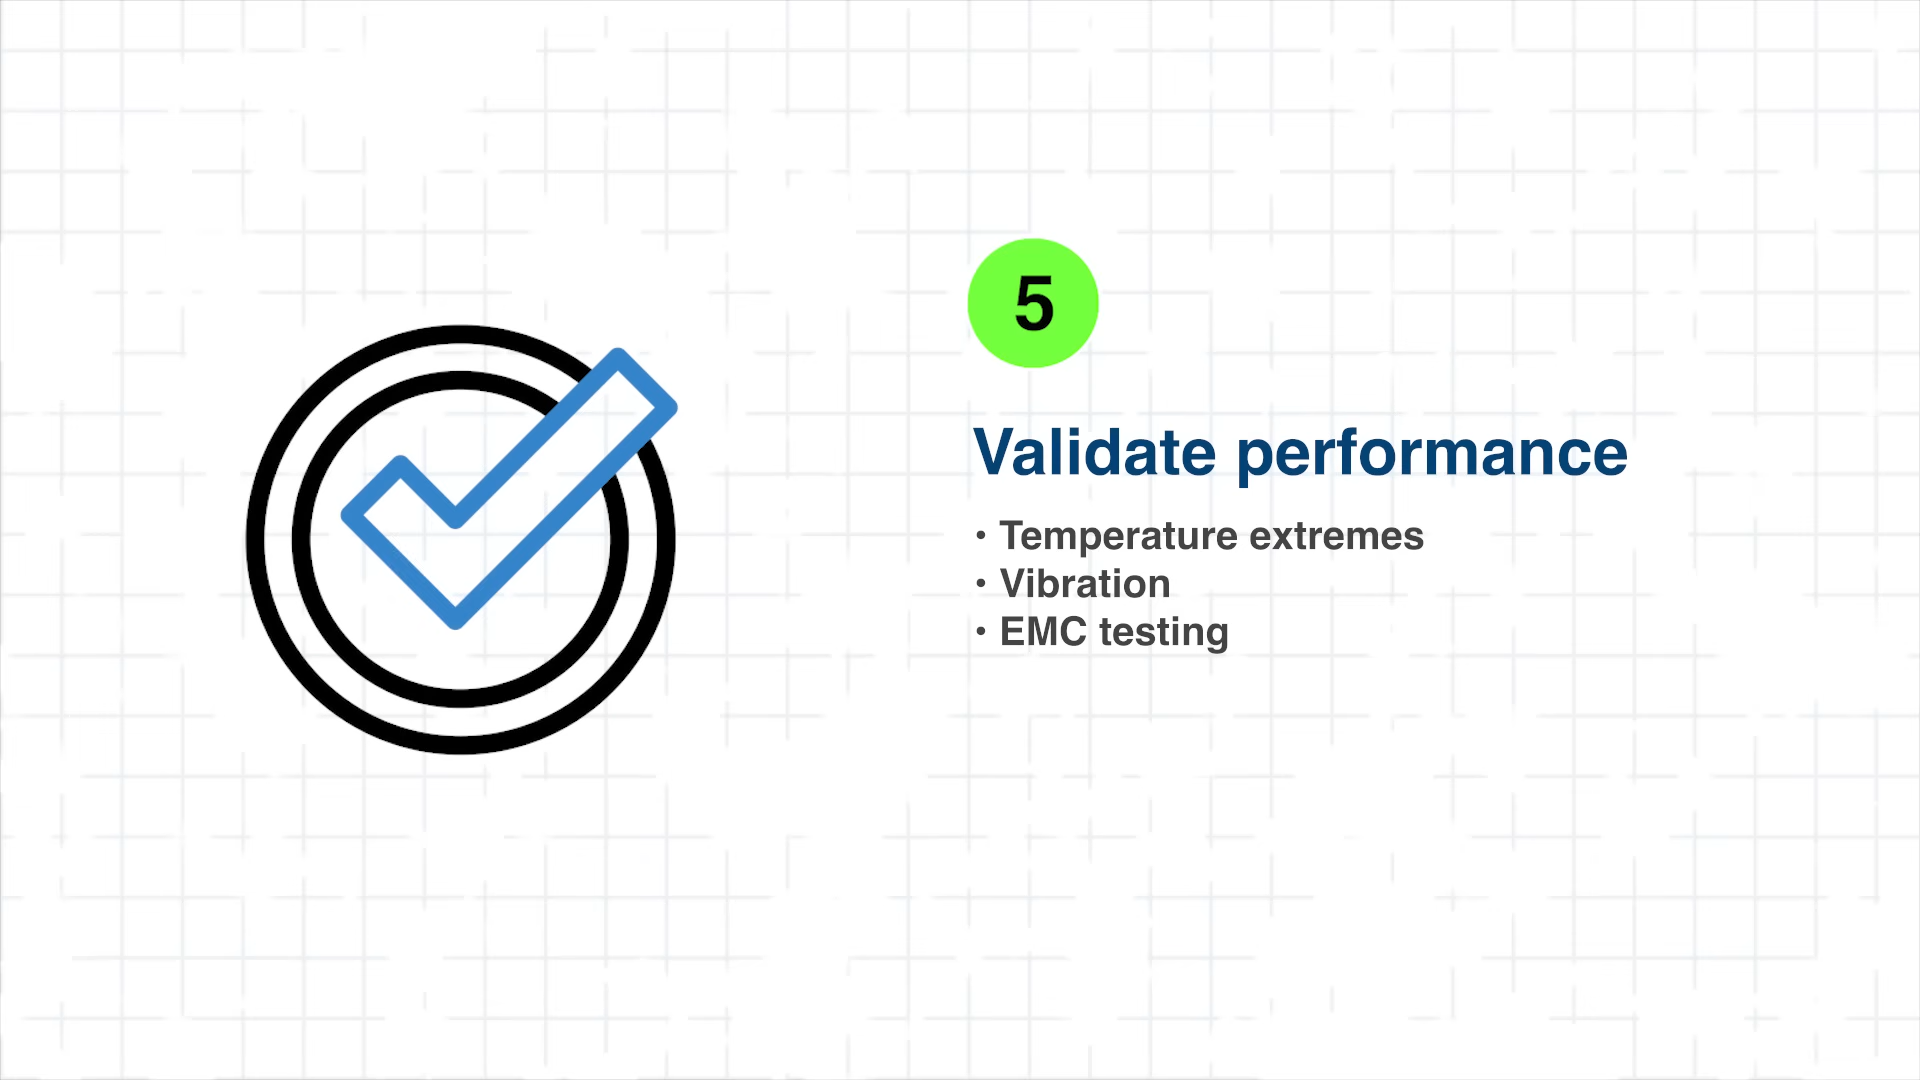 5
Validate performance
• Temperature extremes
• Vibration
• EMC testing